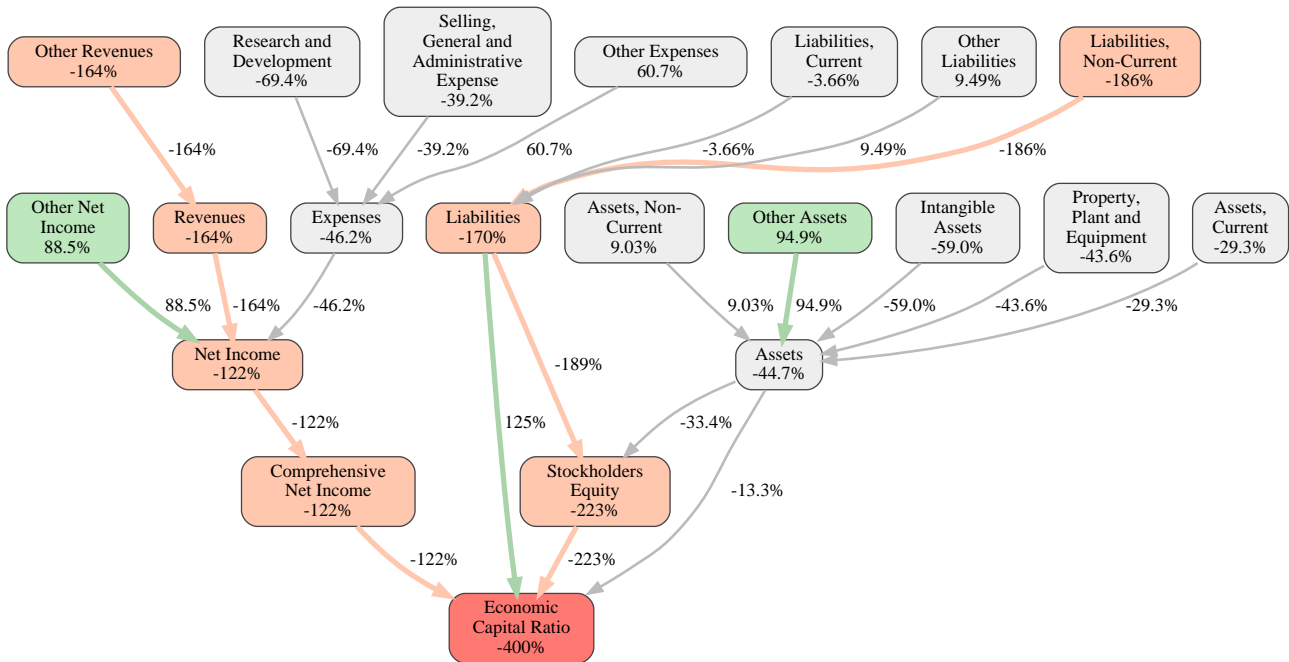 Other Revenues
-164%
Research and
Development
-69.4%
Selling,
General and
Administrative
Expense
-39.2%
Other Expenses
60.7%
Liabilities,
Current
-3.66%
Other
Liabilities
9.49%
Liabilities,
Non-Current
-186%
-164%
-69.4%
-39.2%
60.7%
-3.66%
9.49%
-186%
Other Net
Income
88.5%
Revenues
-164%
Expenses
-46.2%
Liabilities
-170%
Assets, Non-
Current
9.03%
Other Assets
94.9%
Intangible
Assets
-59.0%
Property,
Plant and
Equipment
-43.6%
Assets,
Current
-29.3%
88.5%
-164%
-46.2%
9.03%
94.9%
-59.0%
-43.6%
-29.3%
Net Income
-122%
-189%
Assets
-44.7%
-122%
125%
-33.4%
Comprehensive
Net Income
-122%
Stockholders
Equity
-223%
-13.3%
-122%
-223%
Economic
Capital Ratio
-400%